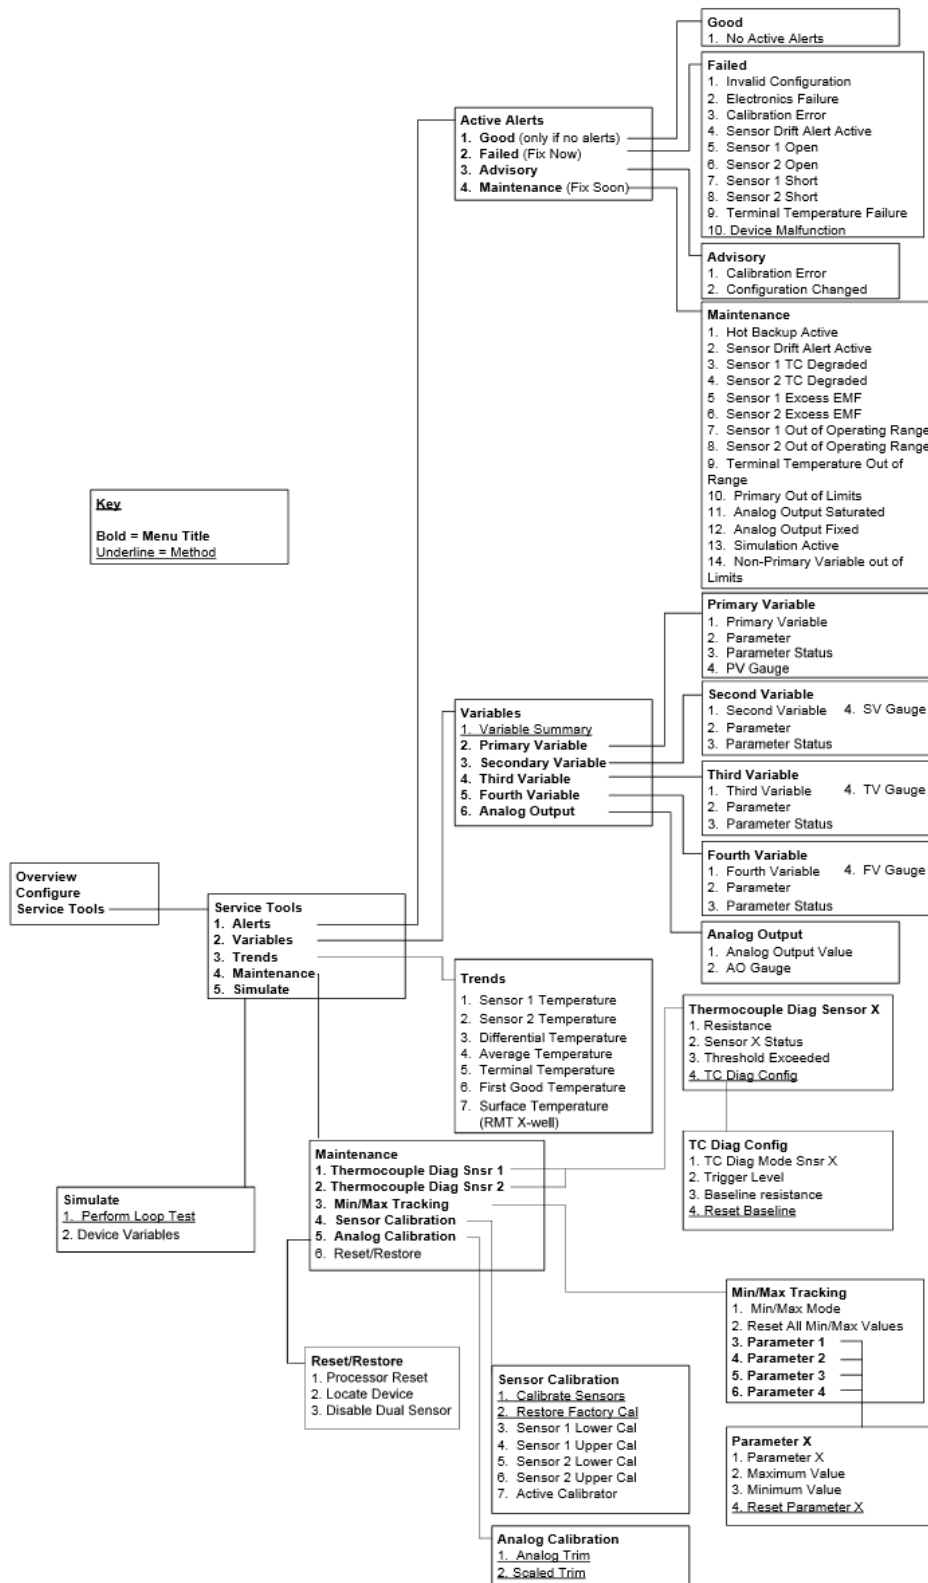 Good
1. No Active Alerts
Failed
1. Invalid Configuration
2. Electronics Failure
3. Calibration Error
4. Sensor Drift Alert Active
5. Sensor 1 Open
6. Sensor 2 Open
7. Sensor 1 Short
8. Sensor 2 Short
9. Terminal Temperature Failure
10. Device Malfunction
Active Alerts
1. Good (only if no alerts)
2. Failed (Fix Now)
3. Advisory
4. Maintenance (Fix Soon)
Advisory
1. Calibration Error
2. Configuration Changed
Maintenance
1. Hot Backup Active
2. Sensor Drift Alert Active
3. Sensor 1 TC Degraded
4. Sensor 2 TC Degraded
5 Sensor 1 Excess EMF
6. Sensor 2 Excess EMF
7. Sensor 1 Out of Operating Range
8. Sensor 2 Out of Operating Range
9. Terminal Temperature Out of
Range
10. Primary Out of Limits
11. Analog Output Saturated
12. Analog Output Fixed
13. Simulation Active
14. Non-Primary Variable out of
Limits
Key
Bold = Menu Title
Underline = Method
Primary Variable
1. Primary Variable
2. Parameter
3. Parameter Status
4. PV Gauge
Second Variable
1. Second Variable 4. SV Gauge
2. Parameter
3. Parameter Status
Variables
1. Variable Summary
2. Primary Variable
3. Secondary Variable
4. Third Variable
5. Fourth Variable
6. Analog Output
Third Variable
1. Third Variable 4. TV Gauge
2. Parameter
3. Parameter Status
Fourth Variable
1. Fourth Variable 4. FV Gauge
2. Parameter
3. Parameter Status
Overview
Configure
Service Tools
Service Tools
1. Alerts
2. Variables
3. Trends
4. Maintenance
5. Simulate
Analog Output
1. Analog Output Value
2. AO Gauge
Trends
1. Sensor 1 Temperature
2. Sensor 2 Temperature
3. Differential Temperature
4. Average Temperature
5. Terminal Temperature
6. First Good Temperature
7. Surface Temperature
(RMT X-well)
Thermocouple Diag Sensor X
1. Resistance
2. Sensor X Status
3. Threshold Exceeded
4. TC Diag Config
TC Diag Config
1. TC Diag Mode Snsr X
2. Trigger Level
3. Baseline resistance
4. Reset Baseline
Maintenance
1. Thermocouple Diag Snsr 1
2. Thermocouple Diag Snsr 2
3. Min/Max Tracking
4. Sensor Calibration
5. Analog Calibration
6. Reset/Restore
Simulate
1. Perform Loop Test
2. Device Variables
Min/Max Tracking
1. Min/Max Mode
2. Reset All Min/Max Values
3. Parameter 1
4. Parameter 2
5. Parameter 3
6. Parameter 4
Reset/Restore
1. Processor Reset
2. Locate Device
3. Disable Dual Sensor
Sensor Calibration
1. Calibrate Sensors
2. Restore Factory Cal
3. Sensor 1 Lower Cal
4. Sensor 1 Upper Cal
5. Sensor 2 Lower Cal
6. Sensor 2 Upper Cal
7. Active Calibrator
Parameter X
1. Parameter X
2. Maximum Value
3. Minimum Value
4. Reset Parameter X
Analog Calibration
1. Analog Trim
2. Scaled Trim